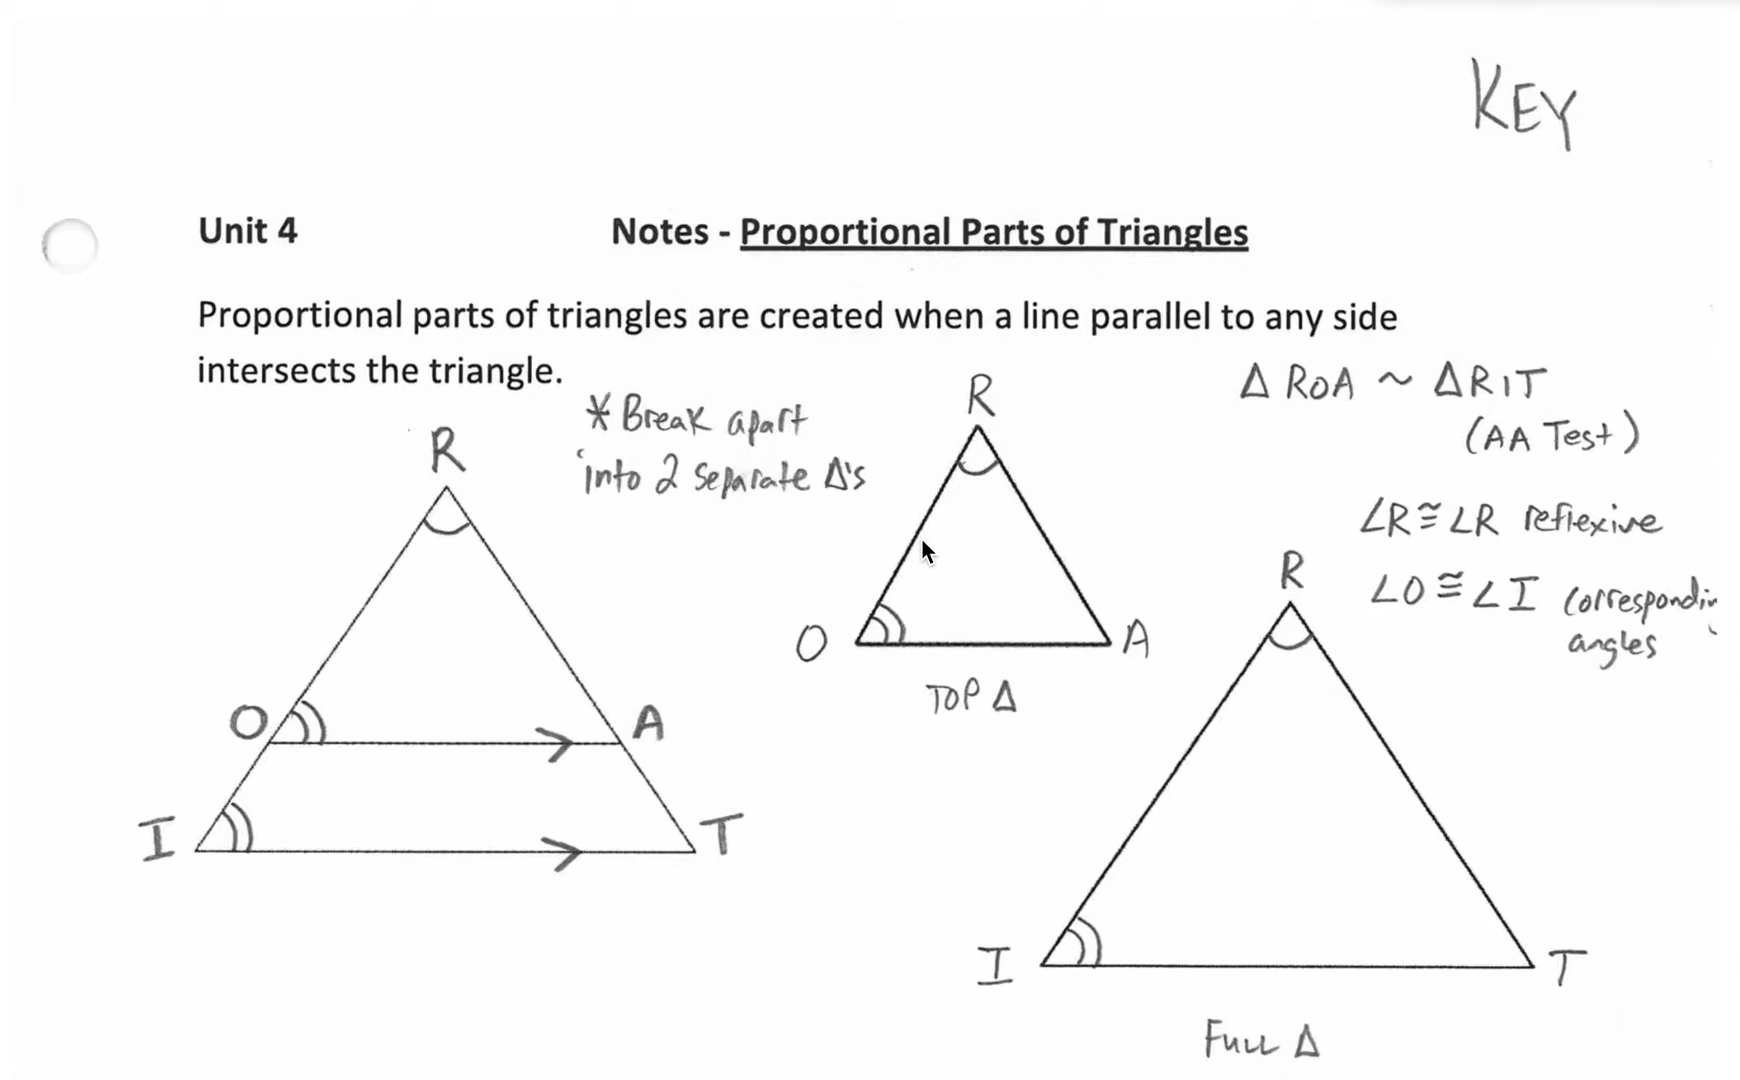 KEY
Unit 4 Notes - Proportional Parts of Triangles
Proportional parts of triangles are created when a line parallel to any side
intersects the triangle.
* Break apart
into 2 separate Δ's
Δ ROA ~ Δ RIT
(AA Test)
∠R ≅ ∠R reflexive
∠O ≅ ∠I correspondin
angles
R
O
A
I
T
R
O
A
TOP Δ
R
I
T
FULL Δ